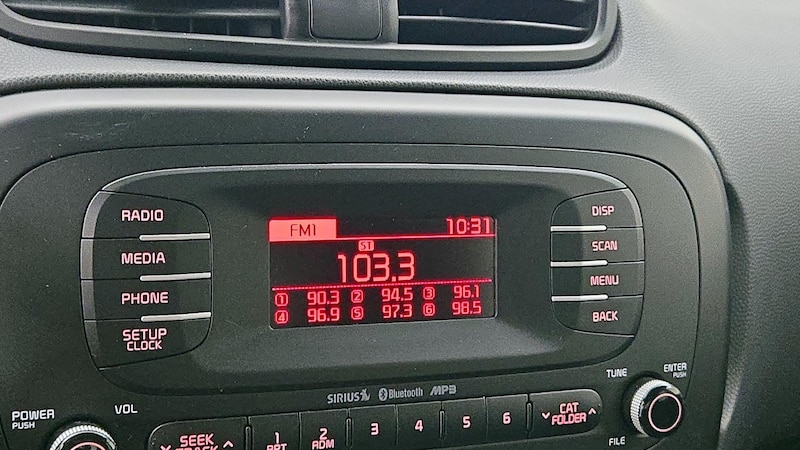 RADIO
MEDIA
PHONE
SETUP
CLOCK
FM1 10:31
ST
103.3
1 90.3 2 94.5 3 96.1
4 96.9 5 97.3 6 98.5
DISP
SCAN
MENU
BACK
SIRIUS Bluetooth MP3
POWER
PUSH
VOL
SEEK
TRACK
1
RPT
2
RDM
3
4
5
6
CAT
FOLDER
TUNE
ENTER
PUSH
FILE